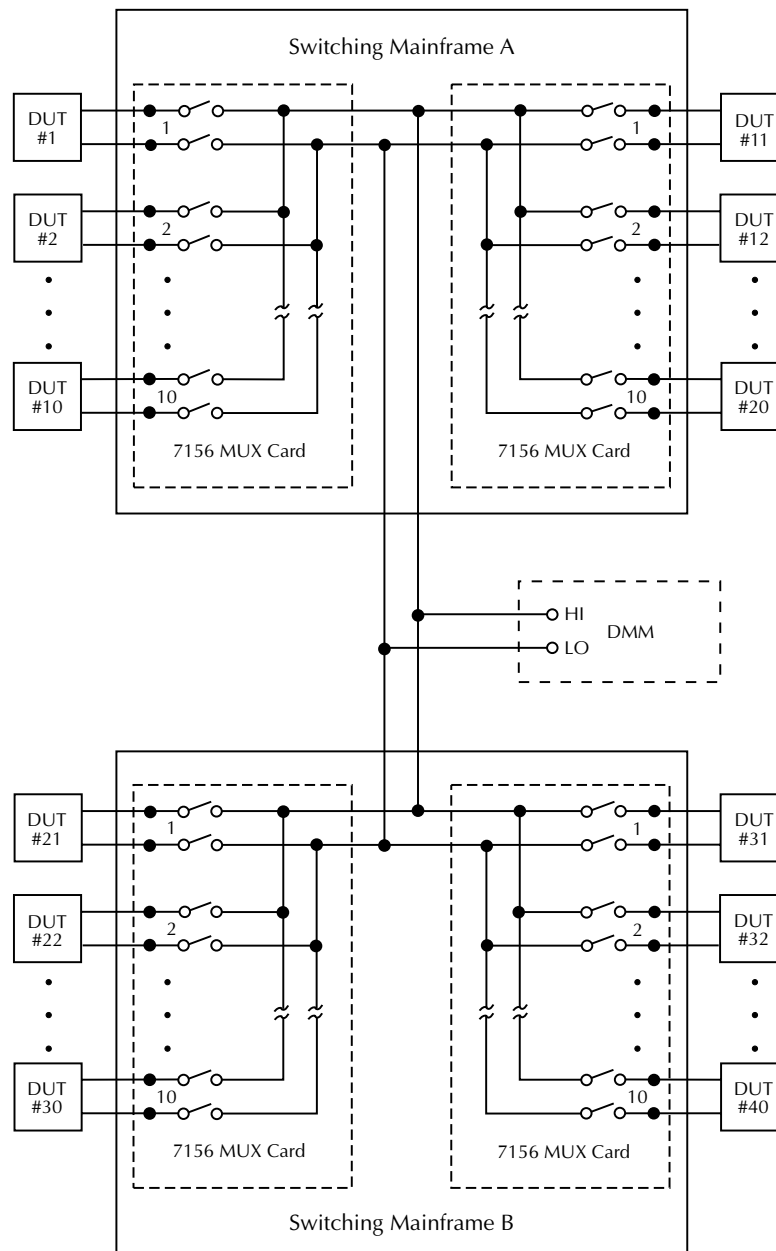 Switching Mainframe A
DUT
#1
1
1
DUT
#11
DUT
#2
2
2
DUT
#12
DUT
#10
10
10
DUT
#20
7156 MUX Card
7156 MUX Card
HI
DMM
LO
DUT
#21
1
1
DUT
#31
DUT
#22
2
2
DUT
#32
DUT
#30
10
10
DUT
#40
7156 MUX Card
7156 MUX Card
Switching Mainframe B